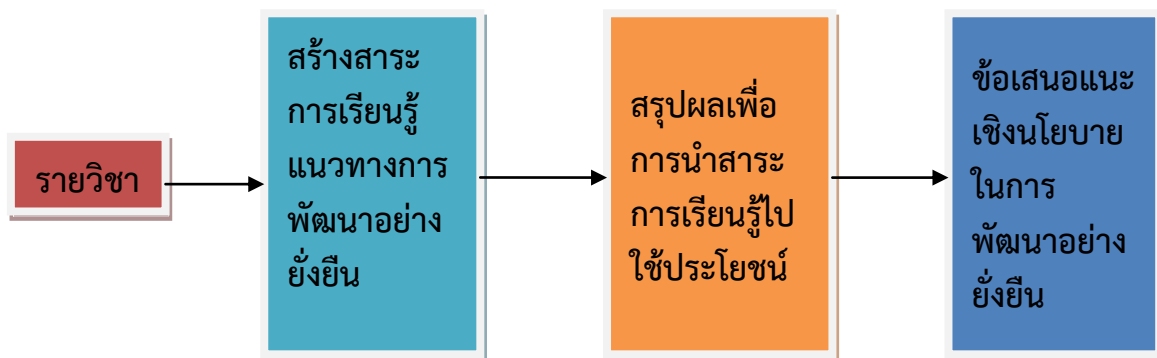 รายวิชา
สร้างสาระ
การเรียนรู้
แนวทางการ
พัฒนาอย่าง
ยั่งยืน
สรุปผลเพื่อ
การนำสาระ
การเรียนรู้ไป
ใช้ประโยชน์
ข้อเสนอแนะ
เชิงนโยบาย
ในการ
พัฒนาอย่าง
ยั่งยืน